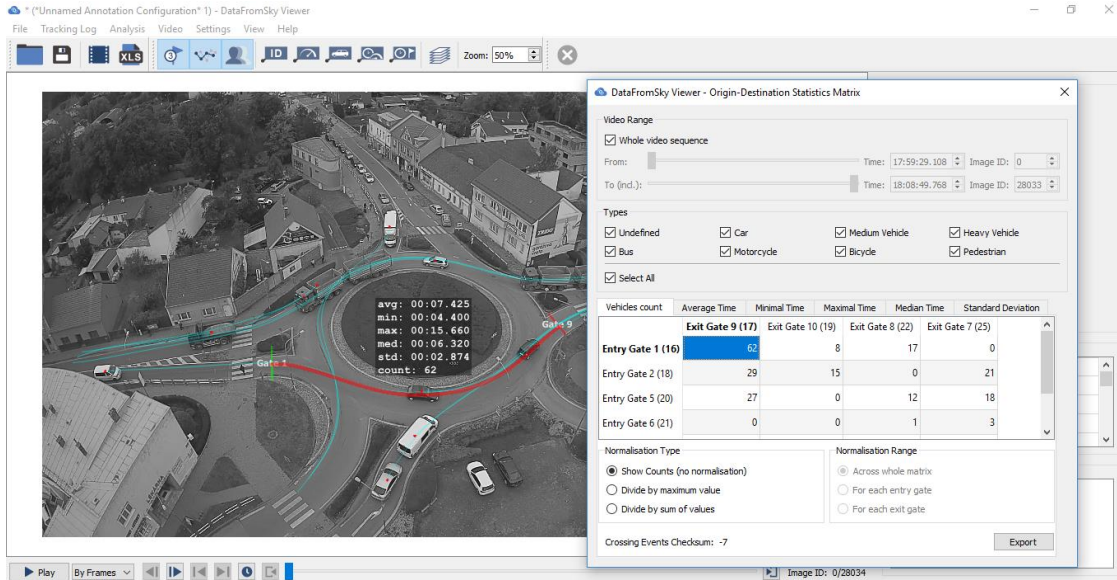 * (*Unnamed Annotation Configuration* 1) - DataFromSky Viewer
File Tracking Log Analysis Video Settings View Help
XLS 3 ID Zoom: 50%
DataFromSky Viewer - Origin-Destination Statistics Matrix
Video Range
Whole video sequence
From: Time: 17:59:29.108 Image ID: 0
To (incl.): Time: 18:08:49.768 Image ID: 28033
Types
Undefined Car Medium Vehicle Heavy Vehicle
Bus Motorcycle Bicycle Pedestrian
Select All
Vehicles count Average Time Minimal Time Maximal Time Median Time Standard Deviation
Exit Gate 9 (17) Exit Gate 10 (19) Exit Gate 8 (22) Exit Gate 7 (25)
Entry Gate 1 (16) 62 8 17 0
Entry Gate 2 (18) 29 15 0 21
Entry Gate 5 (20) 27 0 12 18
Entry Gate 6 (21) 0 0 1 3
Normalisation Type Normalisation Range
Show Counts (no normalisation) Across whole matrix
Divide by maximum value For each entry gate
Divide by sum of values For each exit gate
Crossing Events Checksum: -7 Export
avg: 00:07.425
min: 00:04.400
max: 00:15.660
med: 00:06.320
std: 00:02.874
count: 62
Gate 9
Gate 1
Play By Frames Image ID: 0/28034